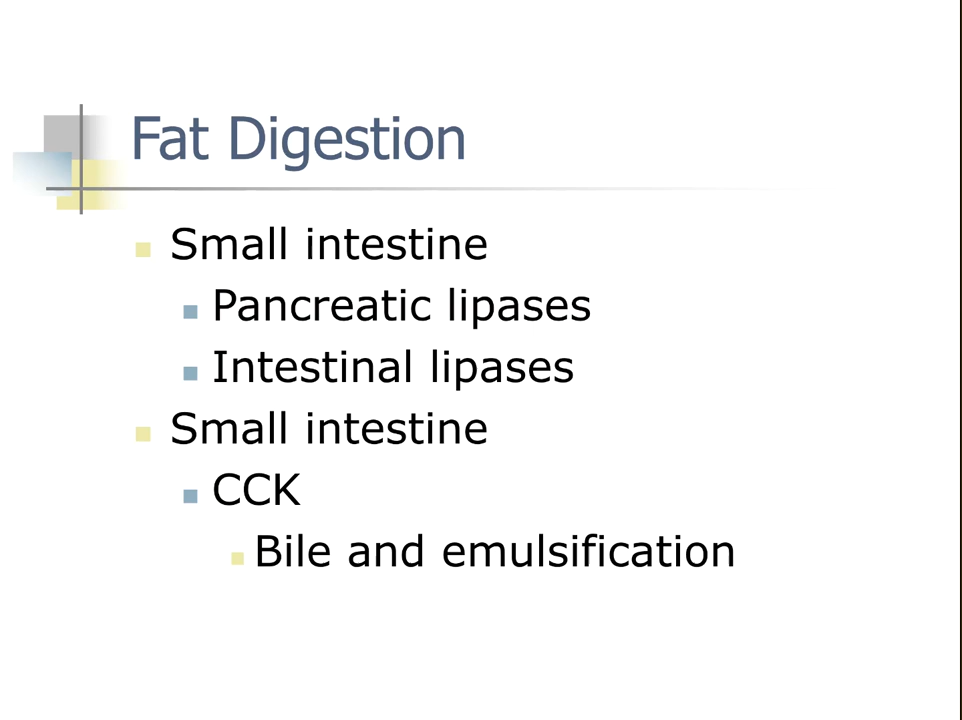 Fat Digestion
Small intestine
Pancreatic lipases
Intestinal lipases
Small intestine
CCK
Bile and emulsification